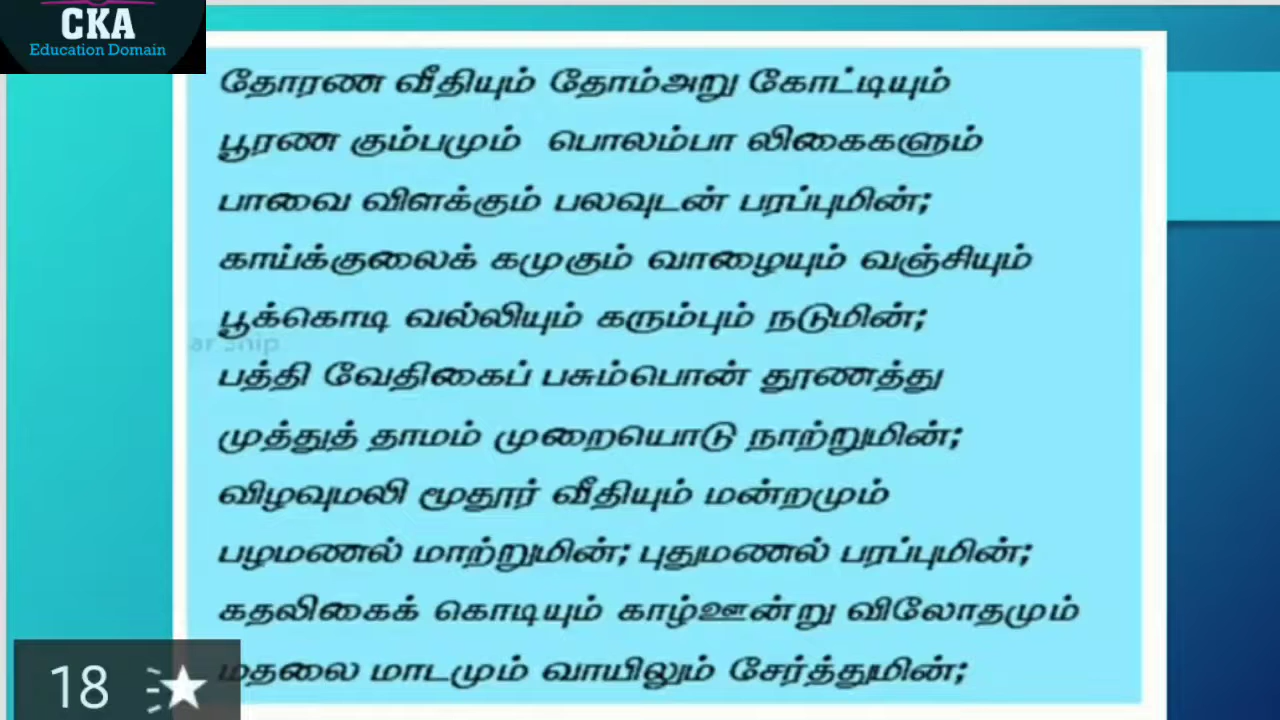 CKA
Education Domain
தோரண வீதியும் தோம்அறு கோட்டியும்
பூரண கும்பமும் பொலம்பா லிகைகளும்
பாவை விளக்கும் பலவுடன் பரப்புமின்;
காய்க்குலைக் கமுகும் வாழையும் வஞ்சியும்
பூக்கொடி வல்லியும் கரும்பும் நடுமின்;
பத்தி வேதிகைப் பசும்பொன் தூணத்து
முத்துத் தாமம் முறையொடு நாற்றுமின்;
விழவுமலி மூதூர் வீதியும் மன்றமும்
பழமணல் மாற்றுமின்; புதுமணல் பரப்புமின்;
கதலிகைக் கொடியும் காழ்ஊன்று விலோதமும்
மதலை மாடமும் வாயிலும் சேர்த்துமின்;
18